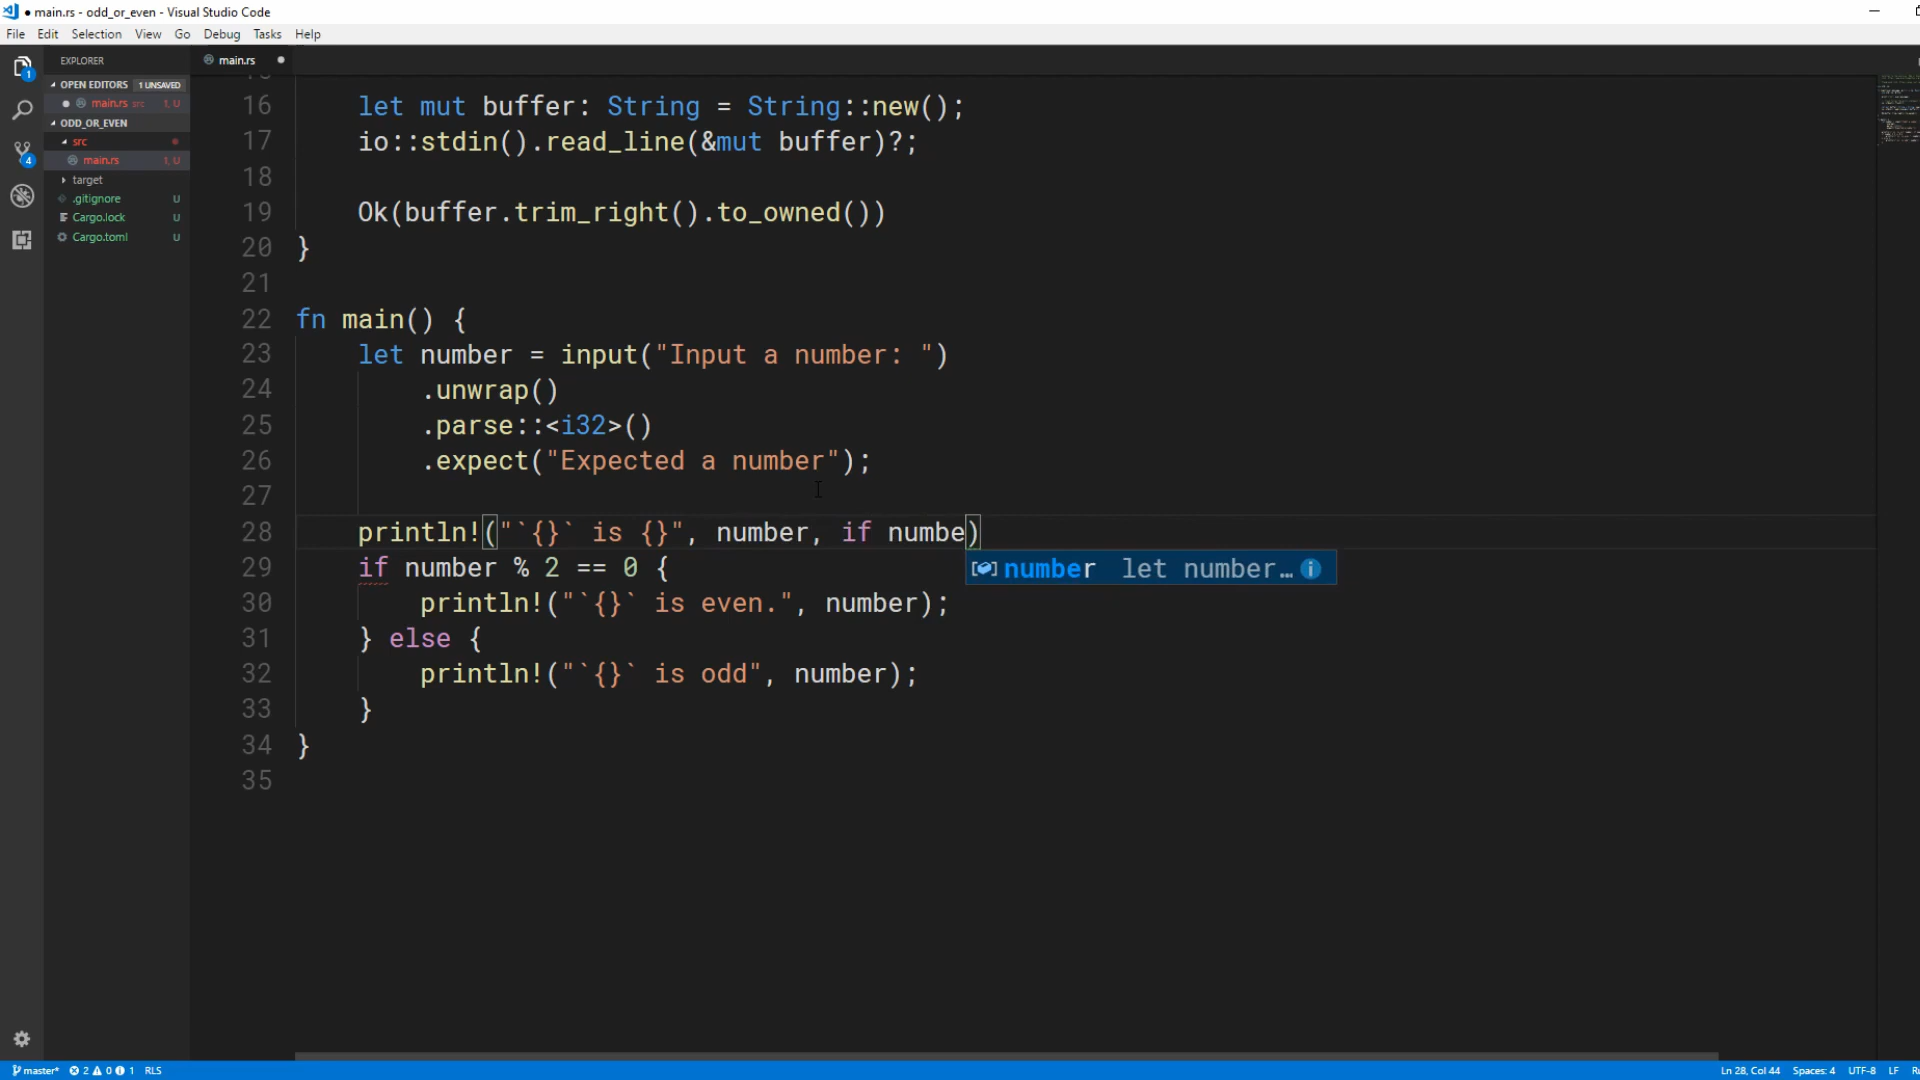 ● main.rs - odd_or_even - Visual Studio Code
File Edit Selection View Go Debug Tasks Help
EXPLORER
OPEN EDITORS 1 UNSAVED
● main.rs src 1, U
ODD_OR_EVEN
src
main.rs 1, U
target
.gitignore U
Cargo.lock U
Cargo.toml U
1
4
main.rs ●
16 let mut buffer: String = String::new();
17 io::stdin().read_line(&mut buffer)?;
18
19 Ok(buffer.trim_right().to_owned())
20 }
21
22 fn main() {
23 let number = input("Input a number: ")
24 .unwrap()
25 .parse::<i32>()
26 .expect("Expected a number");
27
28 println!("`{}` is {}", number, if numbe)
29 if number % 2 == 0 {
number let number…
30 println!("`{}` is even.", number);
31 } else {
32 println!("`{}` is odd", number);
33 }
34 }
35
master* 2 0 1 RLS Ln 28, Col 44 Spaces: 4 UTF-8 LF